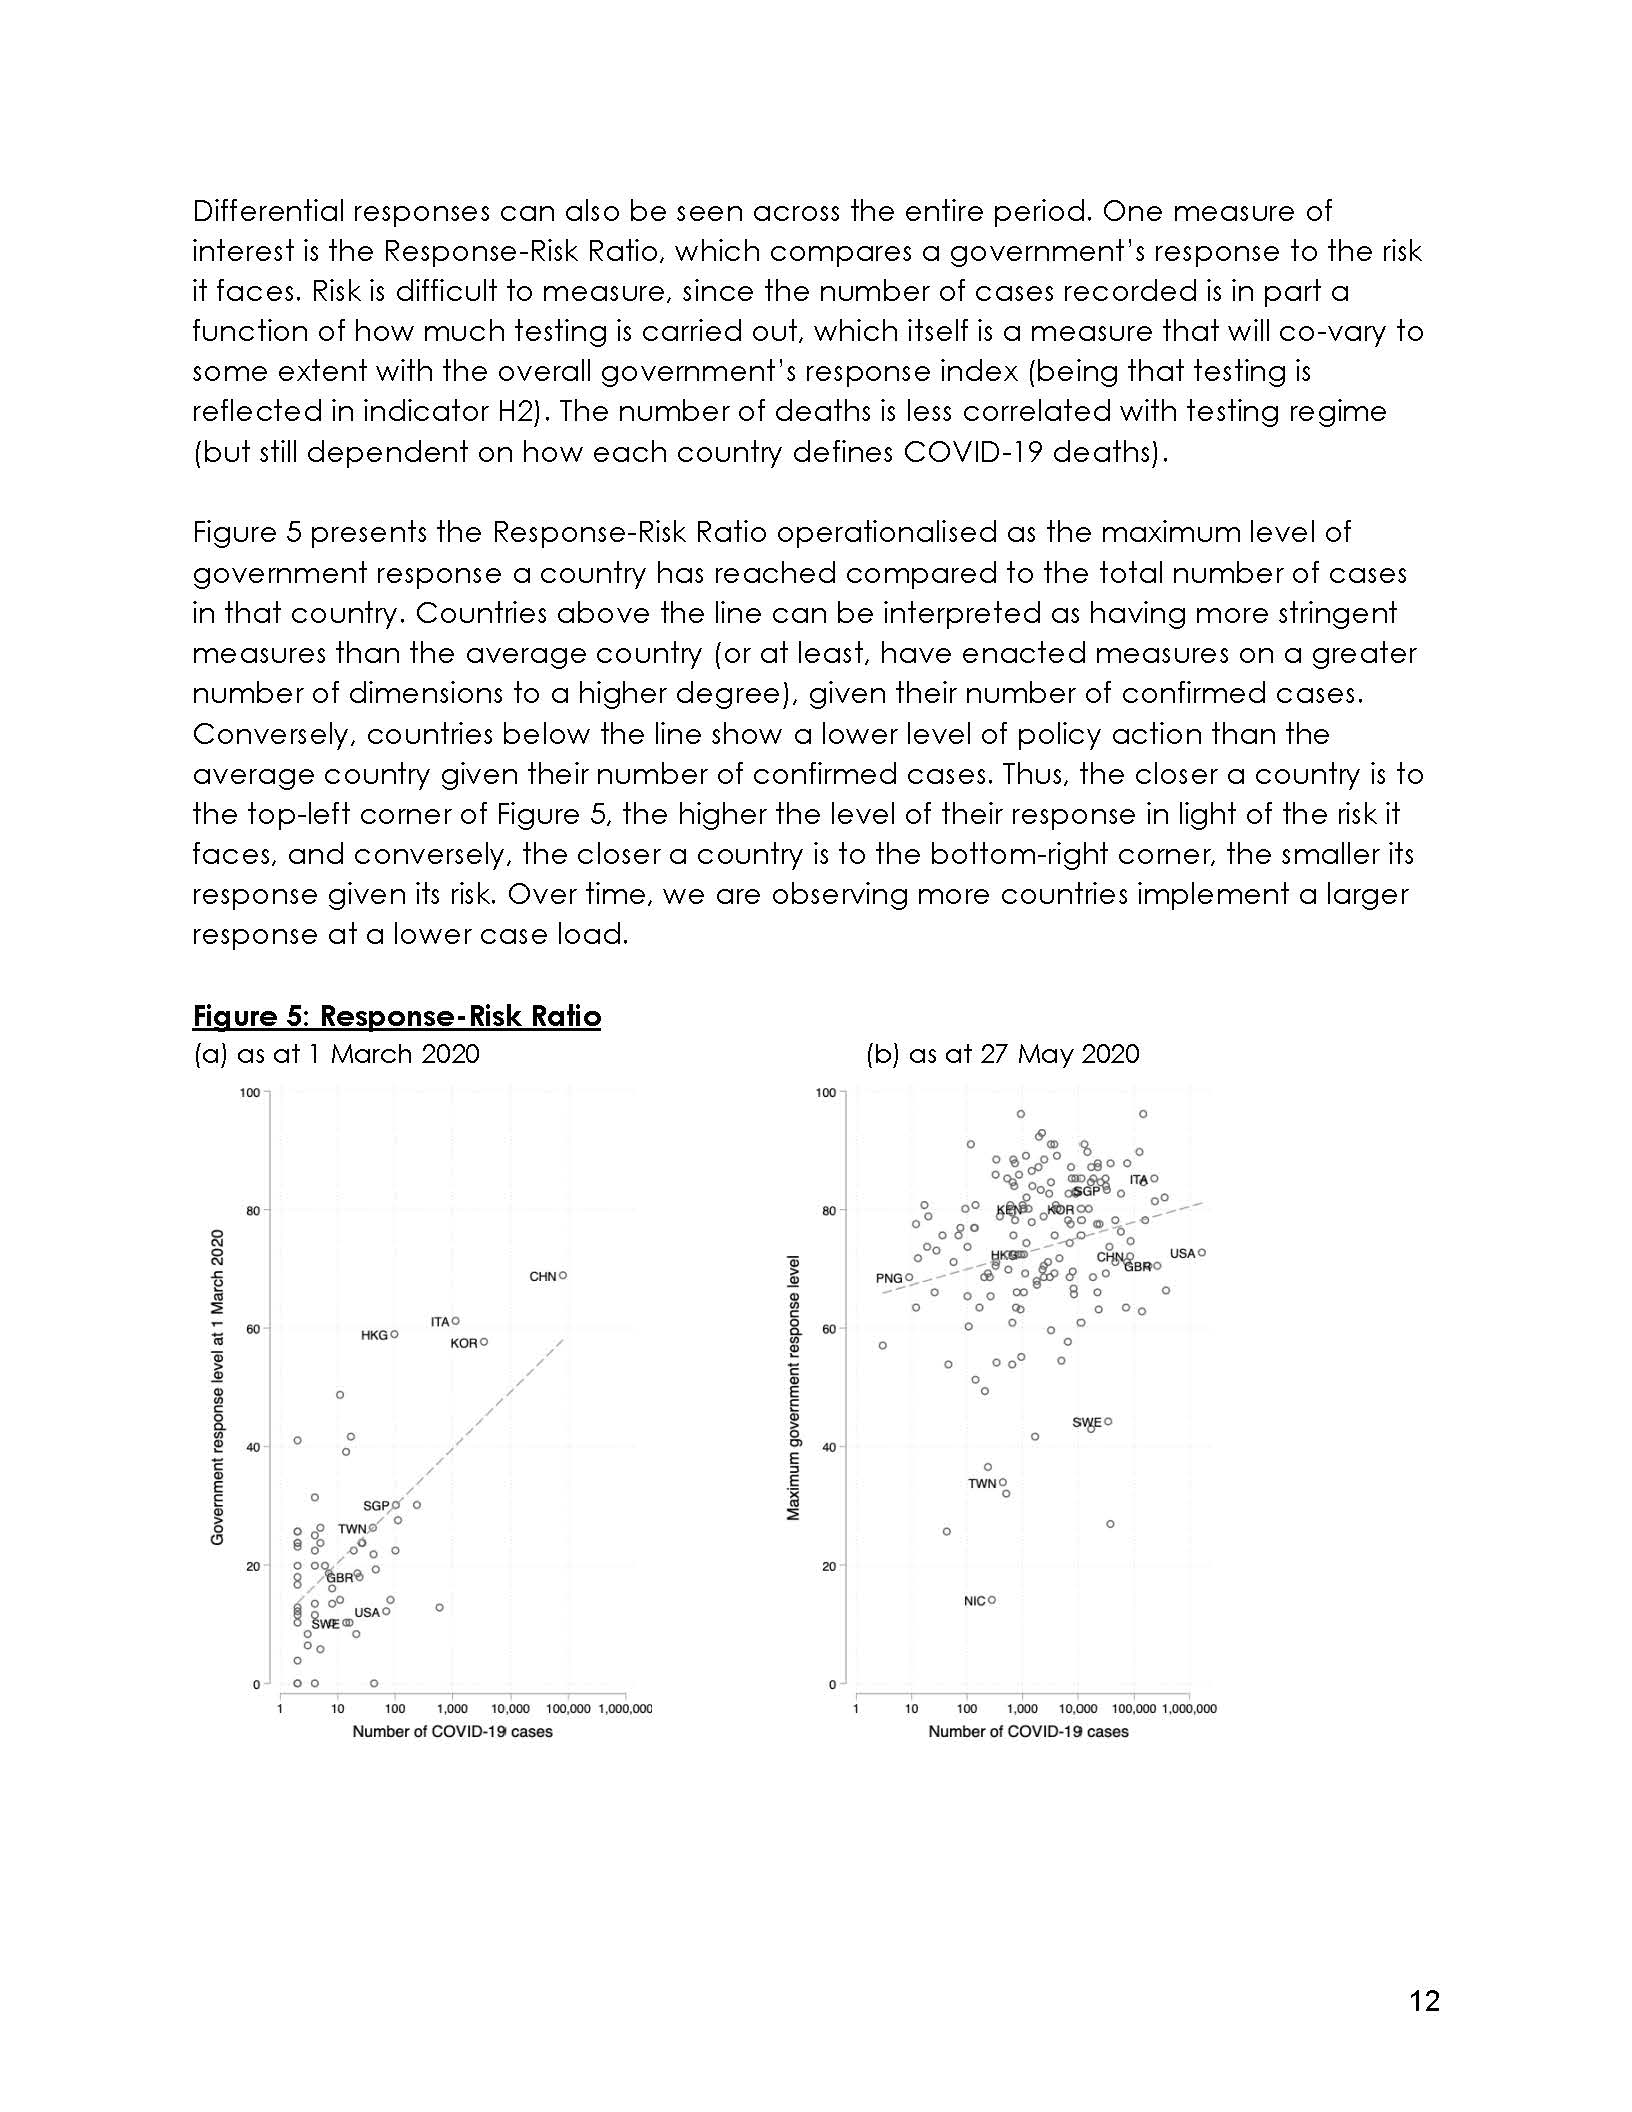 Differential responses can also be seen across the entire period. One measure of
interest is the Response-Risk Ratio, which compares a government's response to the risk
it faces. Risk is difficult to measure, since the number of cases recorded is in part a
function of how much testing is carried out, which itself is a measure that will co-vary to
some extent with the overall government's response index (being that testing is
reflected in indicator H2). The number of deaths is less correlated with testing regime
(but still dependent on how each country defines COVID-19 deaths).
Figure 5 presents the Response-Risk Ratio operationalised as the maximum level of
government response a country has reached compared to the total number of cases
in that country. Countries above the line can be interpreted as having more stringent
measures than the average country (or at least, have enacted measures on a greater
number of dimensions to a higher degree), given their number of confirmed cases.
Conversely, countries below the line show a lower level of policy action than the
average country given their number of confirmed cases. Thus, the closer a country is to
the top-left corner of Figure 5, the higher the level of their response in light of the risk it
faces, and conversely, the closer a country is to the bottom-right corner, the smaller its
response given its risk. Over time, we are observing more countries implement a larger
response at a lower case load.
Figure 5: Response-Risk Ratio
(a) as at 1 March 2020
Government response level at 1 March 2020
100
80
60
40
20
0
CHN
ITA
HKG
KOR
SGP
TWN
GBR
USA
SWE
1 10 100 1,000 10,000 100,000 1,000,000
Number of COVID-19 cases
(b) as at 27 May 2020
Maximum government response level
100
80
60
40
20
0
ITA
SGP
KEN KOR
HKG CHN USA
GBR
PNG
SWE
TWN
NIC
1 10 100 1,000 10,000 100,000 1,000,000
Number of COVID-19 cases
12